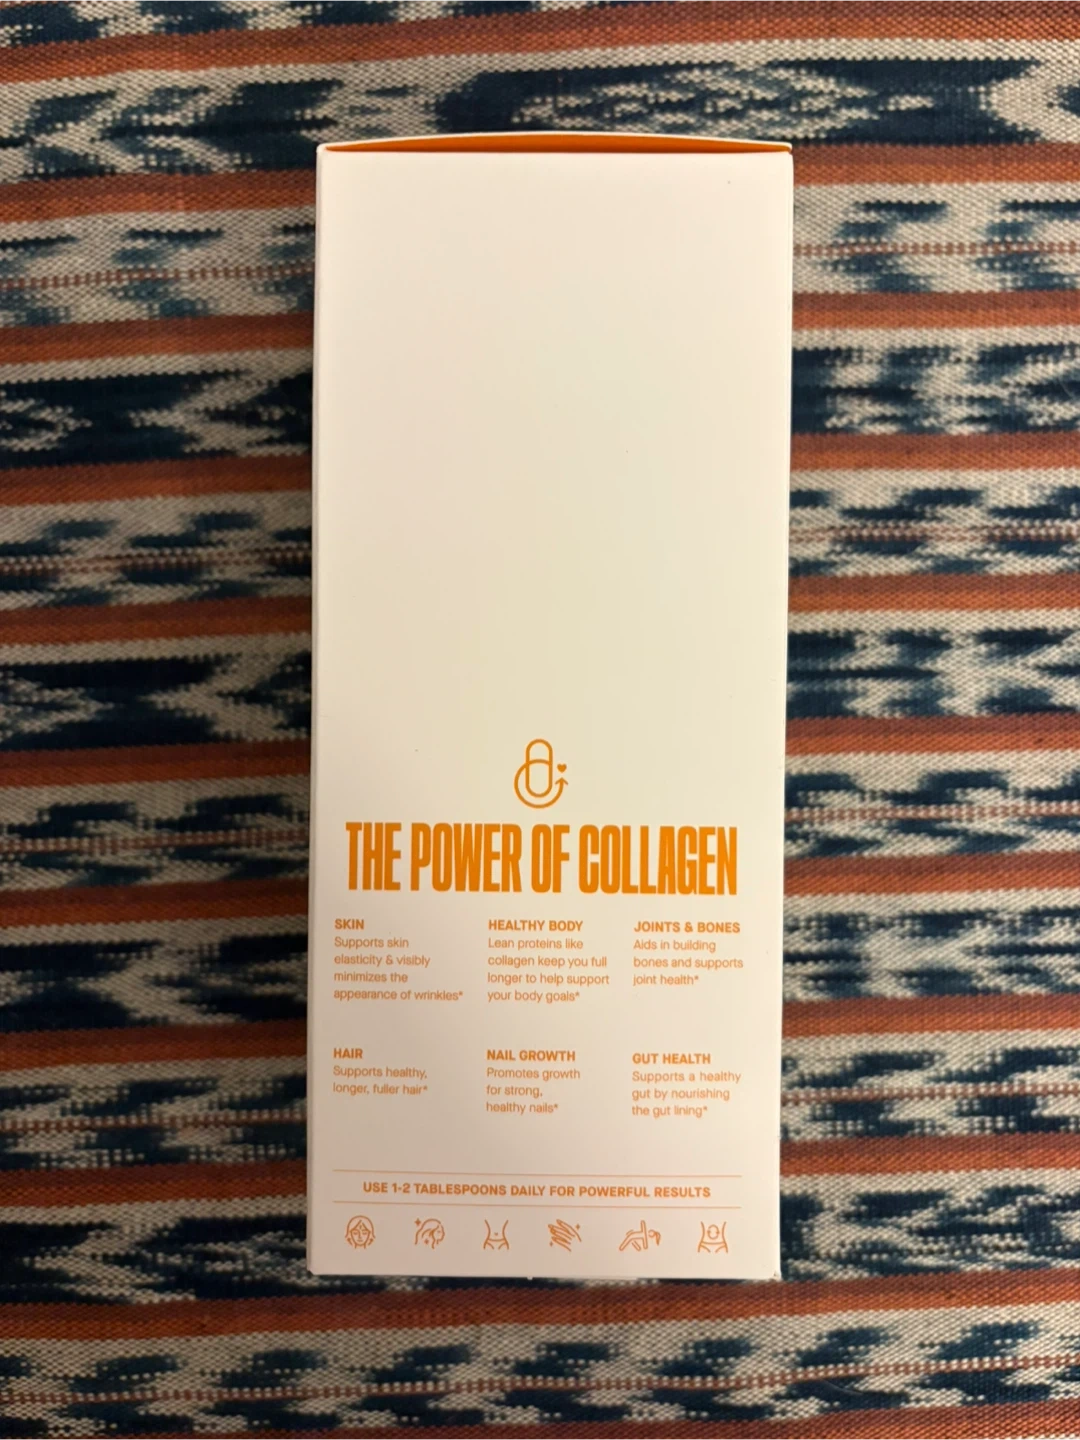 THE POWER OF COLLAGEN
SKIN
Supports skin
elasticity & visibly
minimizes the
appearance of wrinkles*
HEALTHY BODY
Lean proteins like
collagen keep you full
longer to help support
your body goals*
JOINTS & BONES
Aids in building
bones and supports
joint health*
HAIR
Supports healthy,
longer, fuller hair*
NAIL GROWTH
Promotes growth
for strong,
healthy nails*
GUT HEALTH
Supports a healthy
gut by nourishing
the gut lining*
USE 1-2 TABLESPOONS DAILY FOR POWERFUL RESULTS